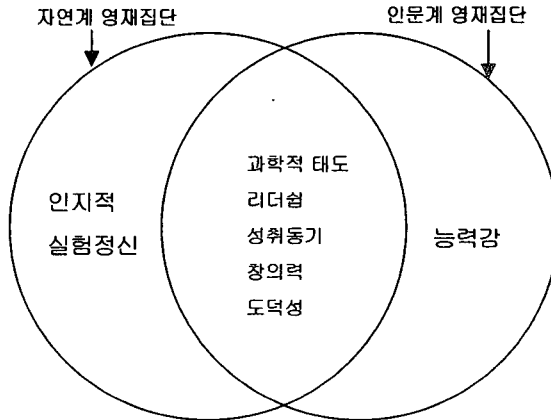 자연계 영재집단
인문계 영재집단
인지적
실험정신
과학적 태도
리더쉽
성취동기
창의력
도덕성
능력감